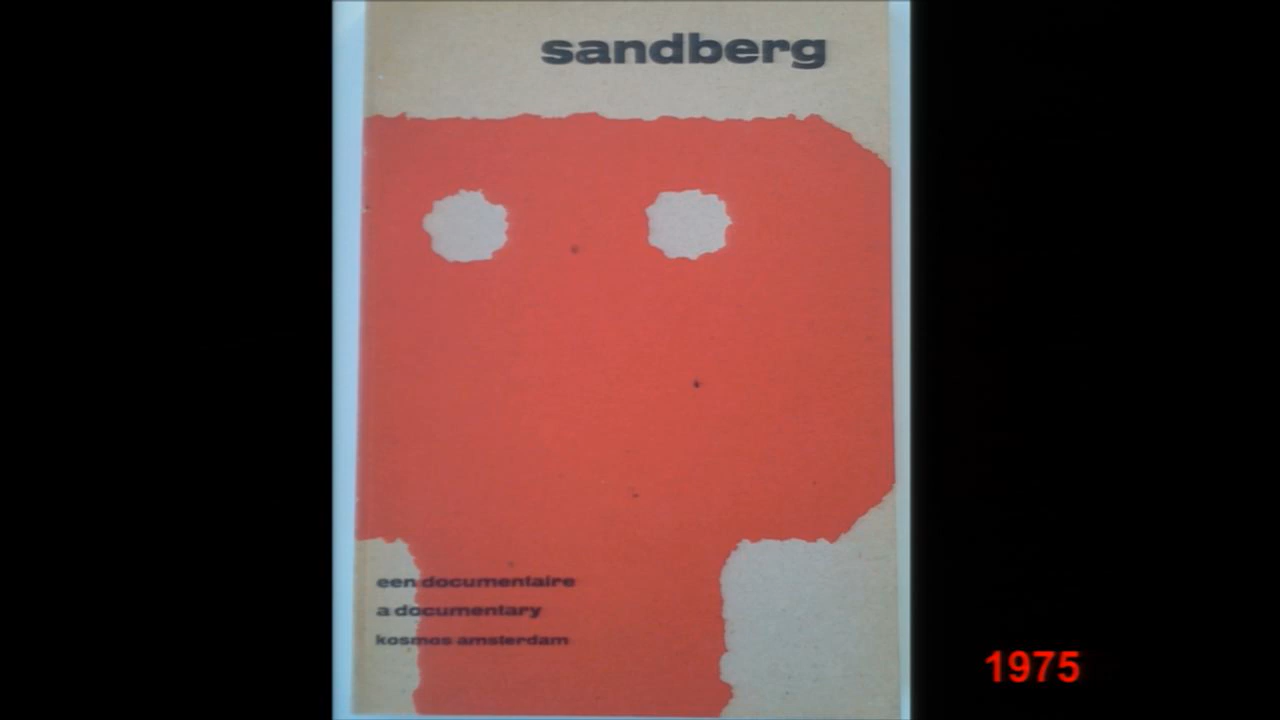 sandberg
een documentaire
a documentary
kosmos amsterdam
1975